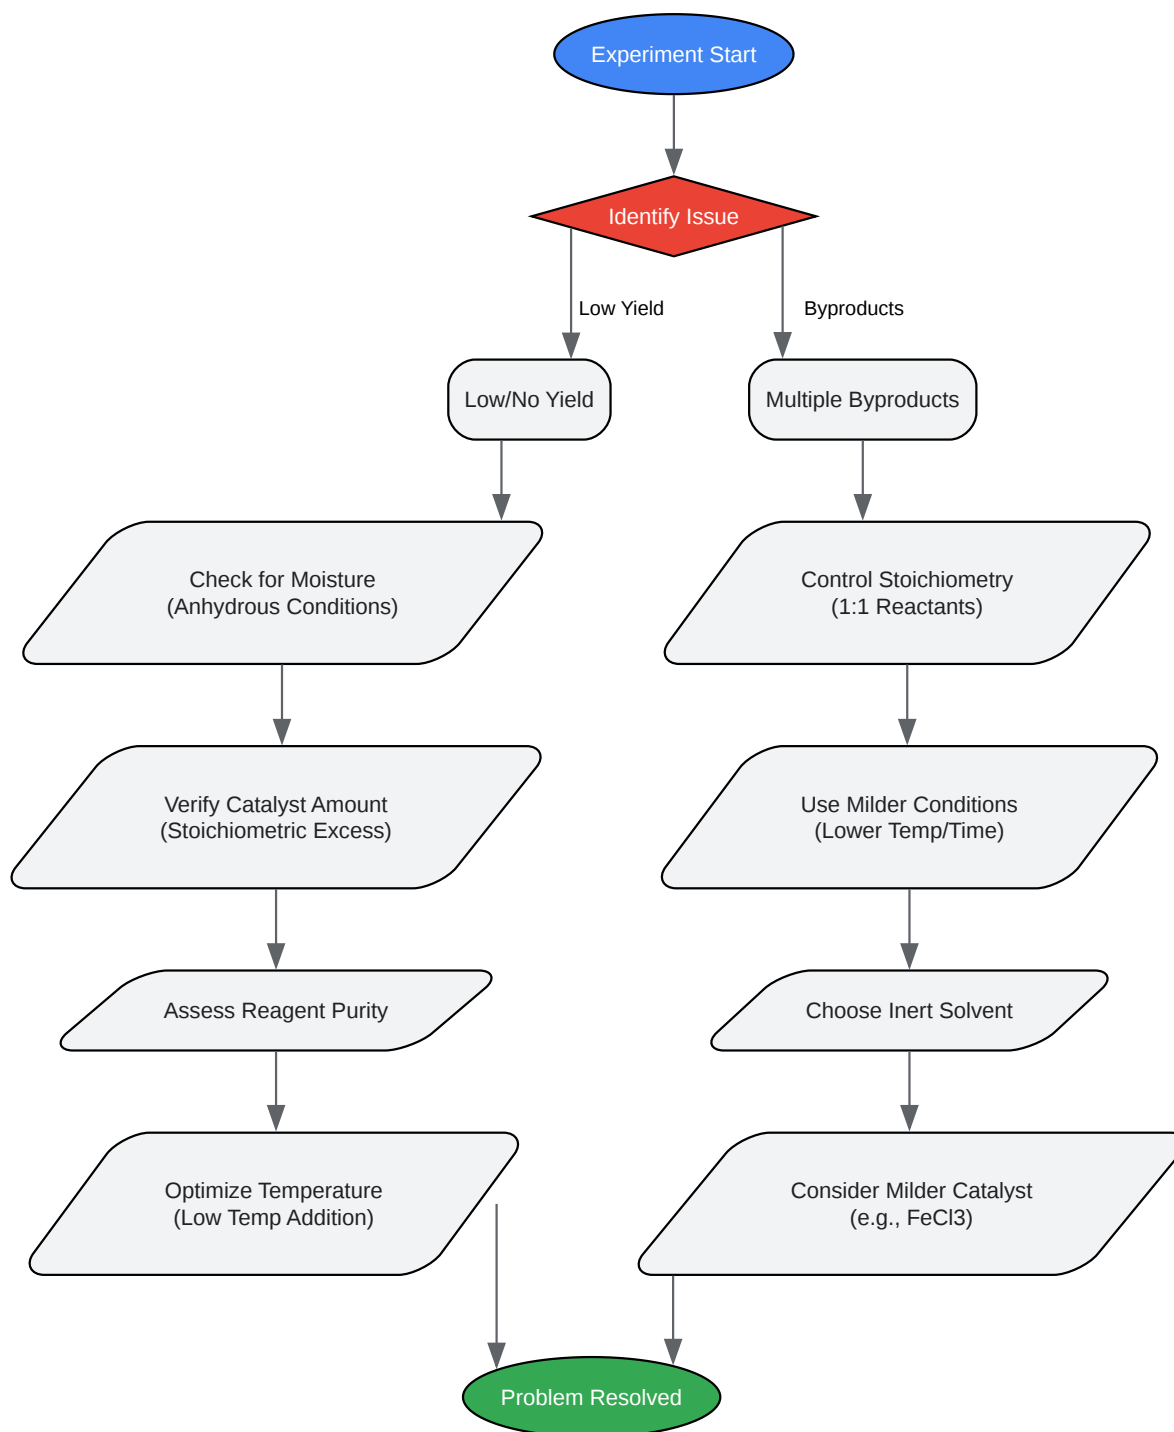 Experiment Start
Identify Issue
Low Yield
Byproducts
Low/No Yield
Multiple Byproducts
Check for Moisture
(Anhydrous Conditions)
Control Stoichiometry
(1:1 Reactants)
Verify Catalyst Amount
(Stoichiometric Excess)
Use Milder Conditions
(Lower Temp/Time)
Assess Reagent Purity
Choose Inert Solvent
Optimize Temperature
(Low Temp Addition)
Consider Milder Catalyst
(e.g., FeCl3)
Problem Resolved